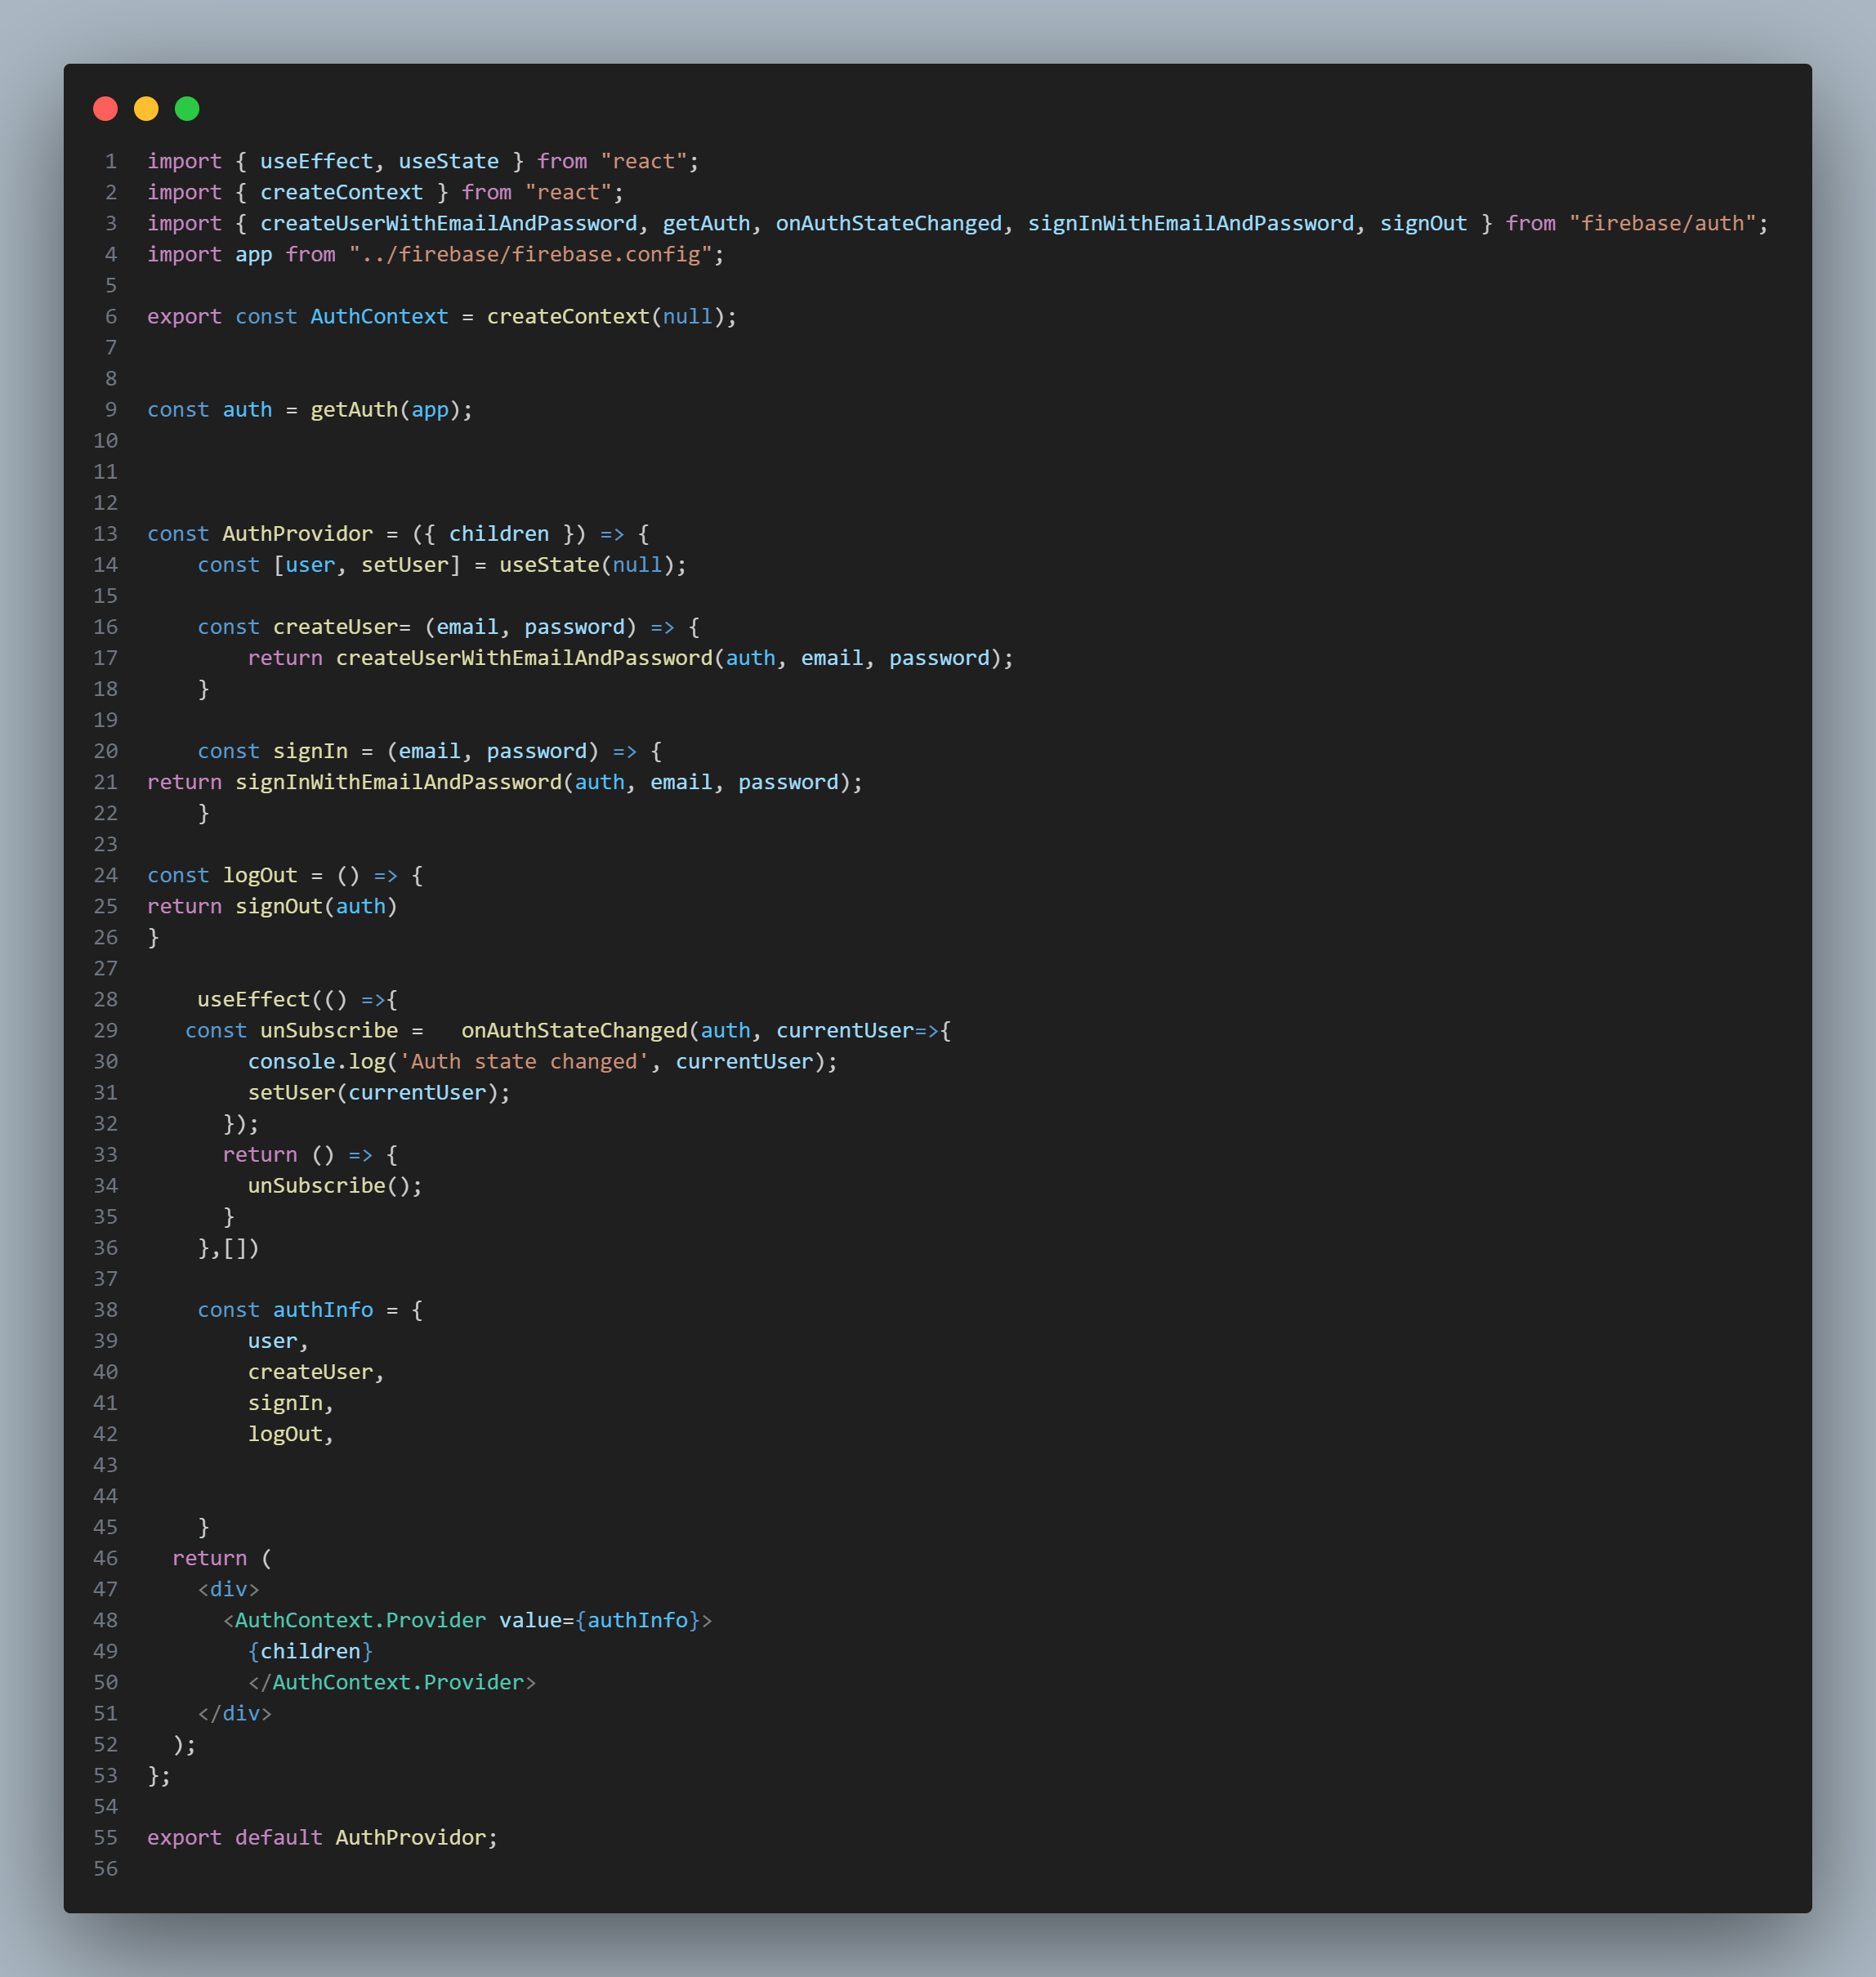 1 import { useEffect, useState } from "react";
2 import { createContext } from "react";
3 import { createUserWithEmailAndPassword, getAuth, onAuthStateChanged, signInWithEmailAndPassword, signOut } from "firebase/auth";
4 import app from "../firebase/firebase.config";
5
6 export const AuthContext = createContext(null);
7
8
9 const auth = getAuth(app);
10
11
12
13 const AuthProvidor = ({ children }) => {
14     const [user, setUser] = useState(null);
15
16     const createUser= (email, password) => {
17         return createUserWithEmailAndPassword(auth, email, password);
18     }
19
20     const signIn = (email, password) => {
21 return signInWithEmailAndPassword(auth, email, password);
22     }
23
24 const logOut = () => {
25 return signOut(auth)
26 }
27
28     useEffect(() =>{
29    const unSubscribe =   onAuthStateChanged(auth, currentUser=>{
30         console.log('Auth state changed', currentUser);
31         setUser(currentUser);
32       });
33       return () => {
34         unSubscribe();
35       }
36     },[])
37
38     const authInfo = {
39         user,
40         createUser,
41         signIn,
42         logOut,
43
44
45     }
46   return (
47     <div>
48       <AuthContext.Provider value={authInfo}>
49         {children}
50         </AuthContext.Provider>
51     </div>
52   );
53 };
54
55 export default AuthProvidor;
56